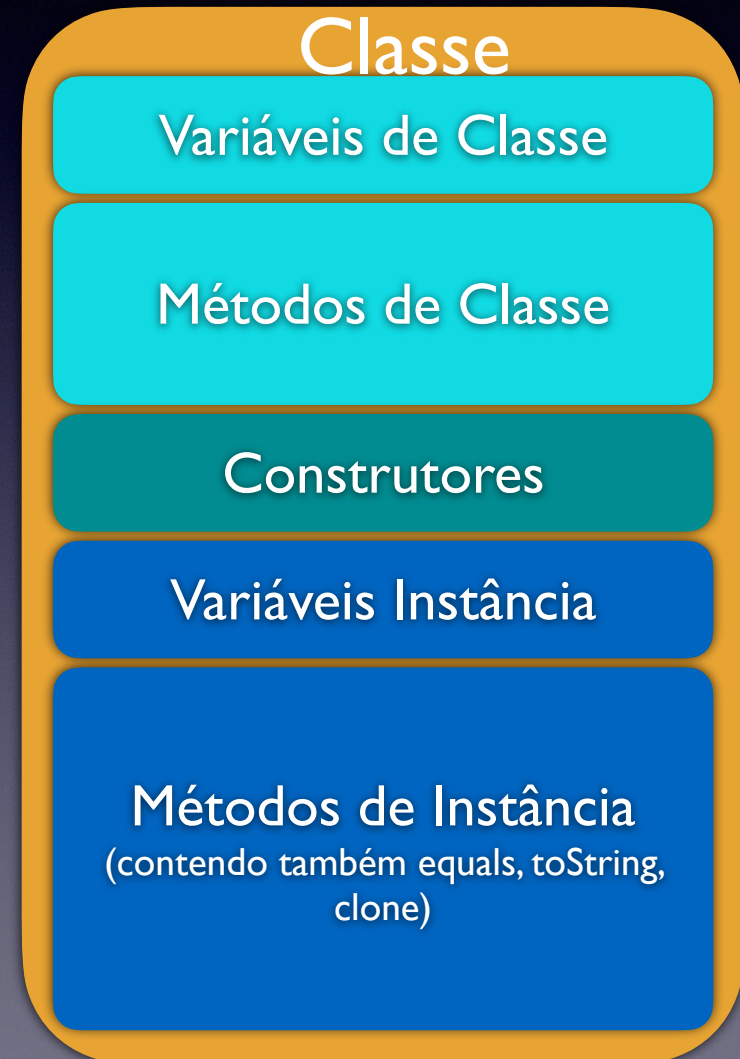 Classe
Variáveis de Classe
Métodos de Classe
Construtores
Variáveis Instância
Métodos de Instância
(contendo também equals, toString,
clone)